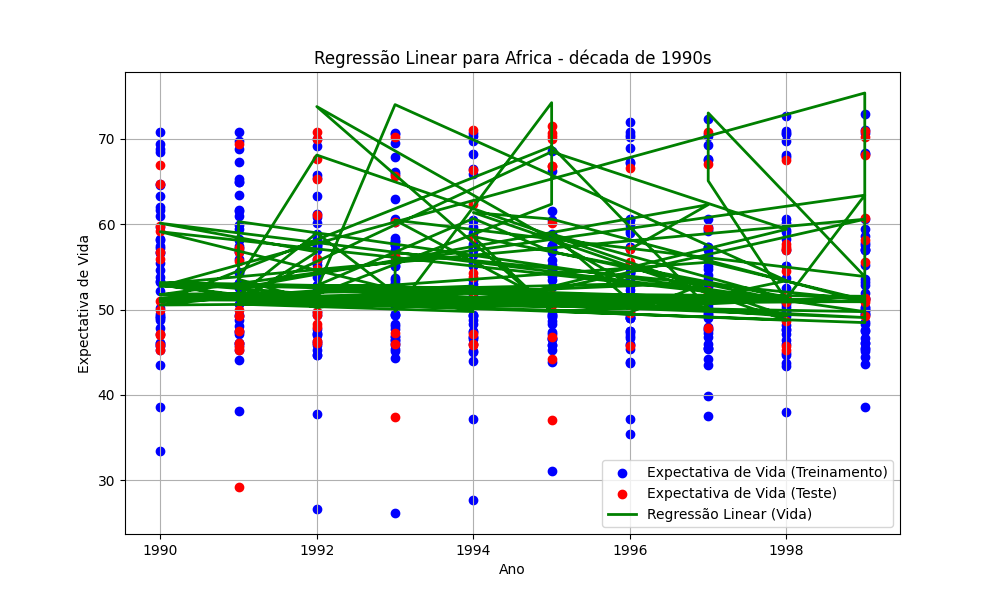 Regressão Linear para Africa - década de 1990s
Expectativa de Vida
70
60
50
40
30
1990
1992
1994
1996
1998
Ano
Expectativa de Vida (Treinamento)
Expectativa de Vida (Teste)
Regressão Linear (Vida)